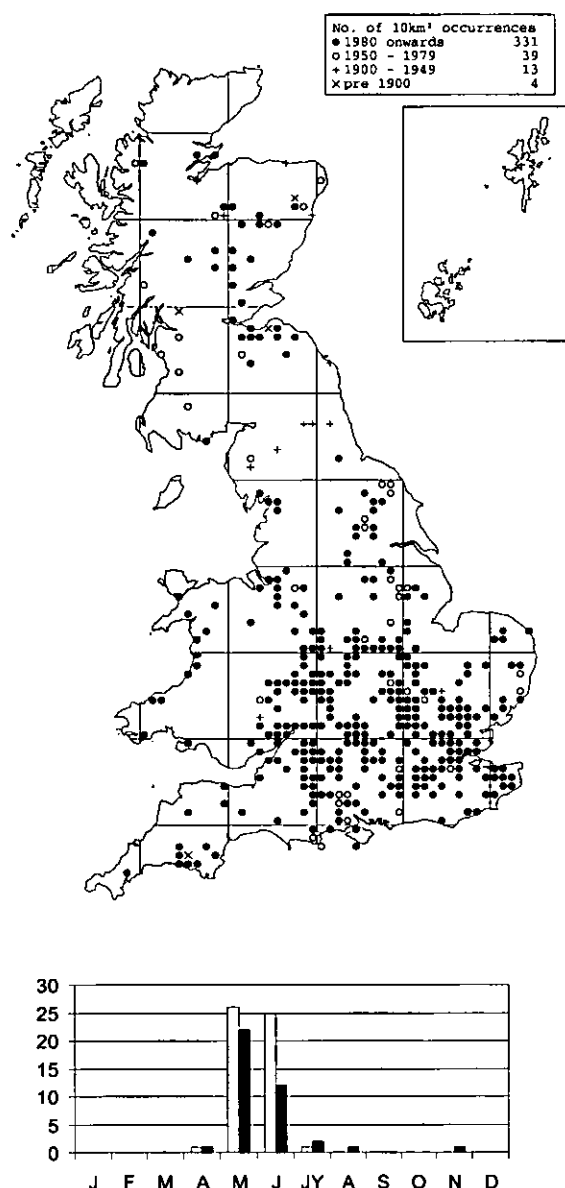 No. of 10km² occurrences
● 1980 onwards 331
○ 1950 - 1979 39
+ 1900 - 1949 13
× pre 1900 4
30
25
20
15
10
5
0
J F M A M J JY A S O N D